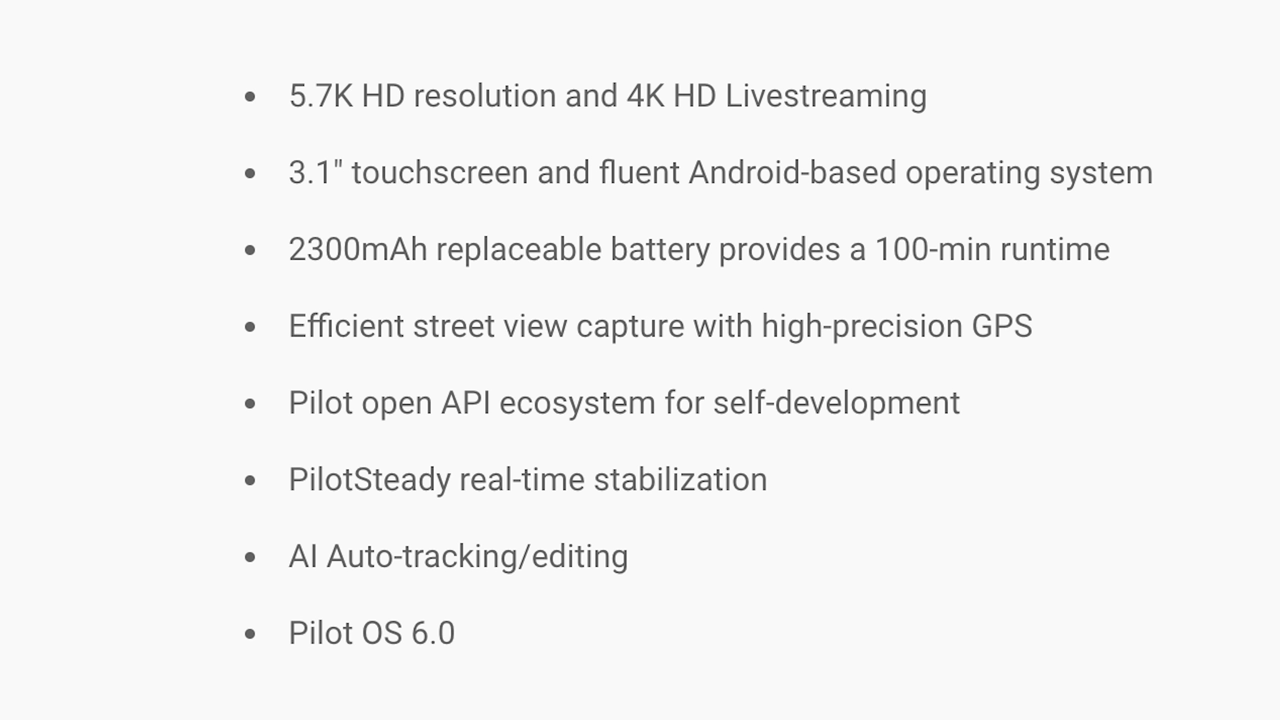 • 5.7K HD resolution and 4K HD Livestreaming
• 3.1" touchscreen and fluent Android-based operating system
• 2300mAh replaceable battery provides a 100-min runtime
• Efficient street view capture with high-precision GPS
• Pilot open API ecosystem for self-development
• PilotSteady real-time stabilization
• AI Auto-tracking/editing
• Pilot OS 6.0